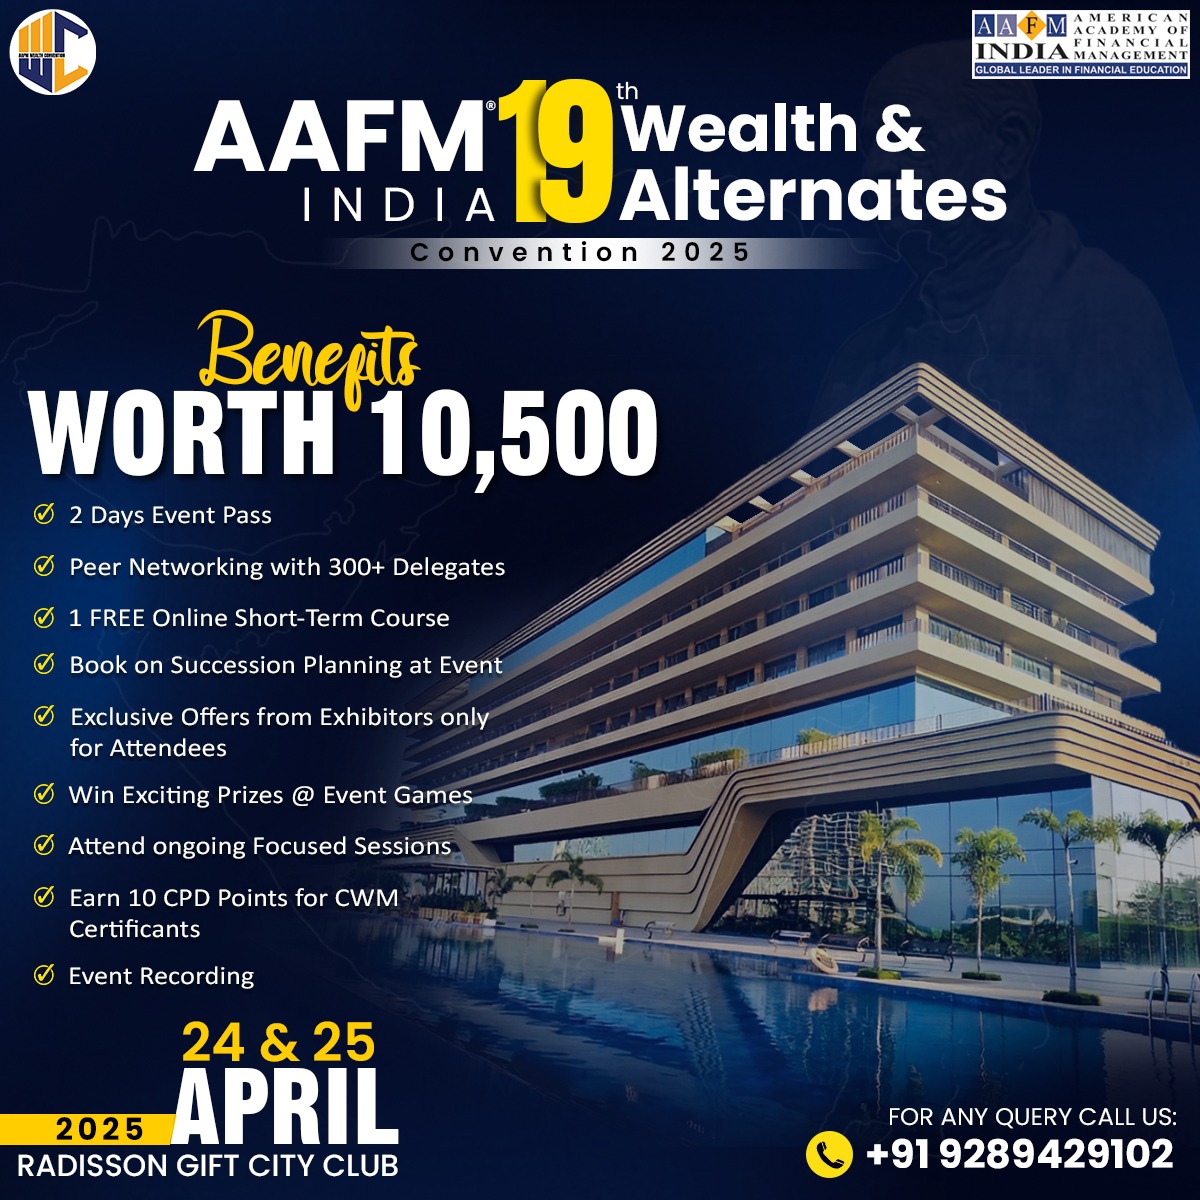 AAFM WEALTH CONVENTION
AAFM INDIA
AMERICAN
ACADEMY OF
FINANCIAL
MANAGEMENT
GLOBAL LEADER IN FINANCIAL EDUCATION
AAFM®
INDIA
19th
Wealth &
Alternates
Convention 2025
Benefits
WORTH 10,500
2 Days Event Pass
Peer Networking with 300+ Delegates
1 FREE Online Short-Term Course
Book on Succession Planning at Event
Exclusive Offers from Exhibitors only
for Attendees
Win Exciting Prizes @ Event Games
Attend ongoing Focused Sessions
Earn 10 CPD Points for CWM
Certificants
Event Recording
24 & 25
APRIL
2025
RADISSON GIFT CITY CLUB
FOR ANY QUERY CALL US:
+91 9289429102